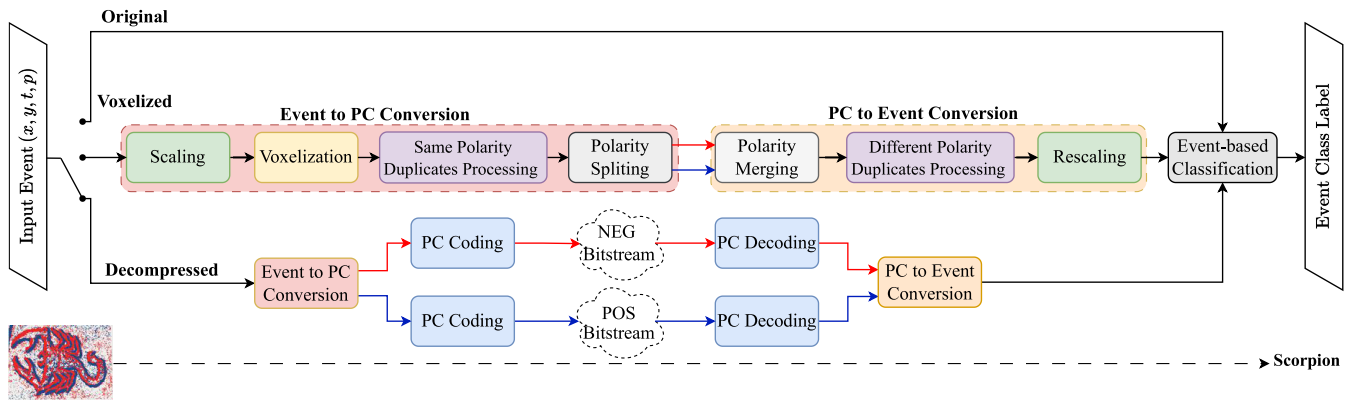 Original
Input Event (x, y, t, p)
Voxelized
Event to PC Conversion
PC to Event Conversion
Scaling
Voxelization
Same Polarity
Duplicates Processing
Polarity
Spliting
Polarity
Merging
Different Polarity
Duplicates Processing
Rescaling
Event-based
Classification
Event Class Label
Decompressed
Event to PC
Conversion
PC Coding
NEG
Bitstream
PC Decoding
PC Coding
POS
Bitstream
PC Decoding
PC to Event
Conversion
Scorpion